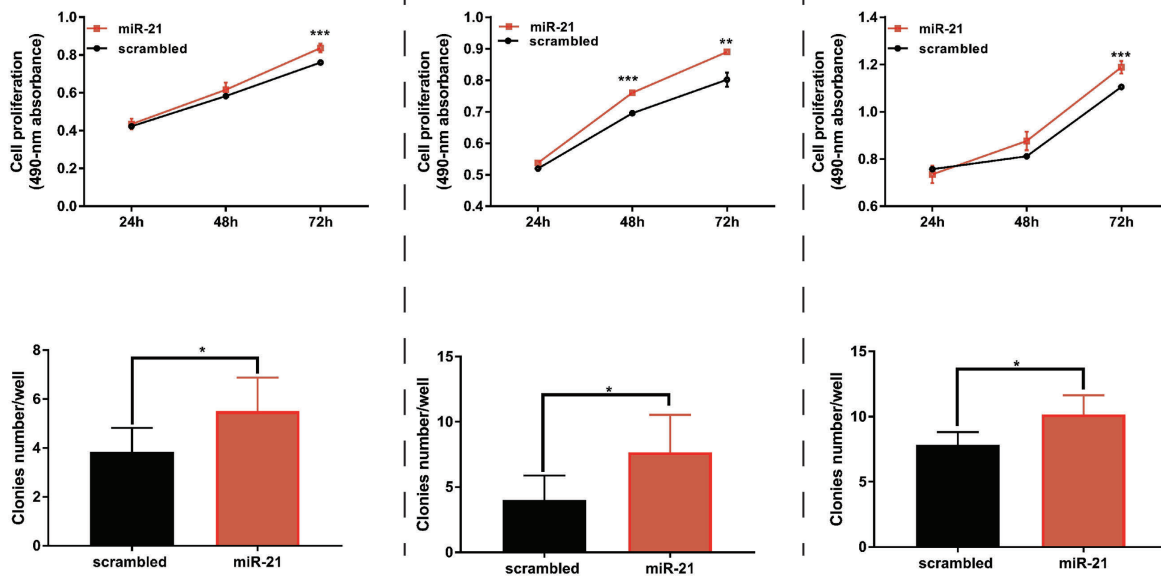 Cell proliferation
(490-nm absorbance)
1.0
0.8
0.6
0.4
0.2
0.0
miR-21
scrambled
***
24h 48h 72h
Cell proliferation
(490-nm absorbance)
1.0
0.9
0.8
0.7
0.6
0.5
0.4
miR-21
scrambled
***
**
24h 48h 72h
Cell proliferation
(490-nm absorbance)
1.4
1.2
1.0
0.8
0.6
miR-21
scrambled
***
24h 48h 72h
Clonies number/well
8
6
4
2
0
*
scrambled miR-21
Clonies number/well
15
10
5
0
*
scrambled miR-21
Clonies number/well
15
10
5
0
*
scrambled miR-21